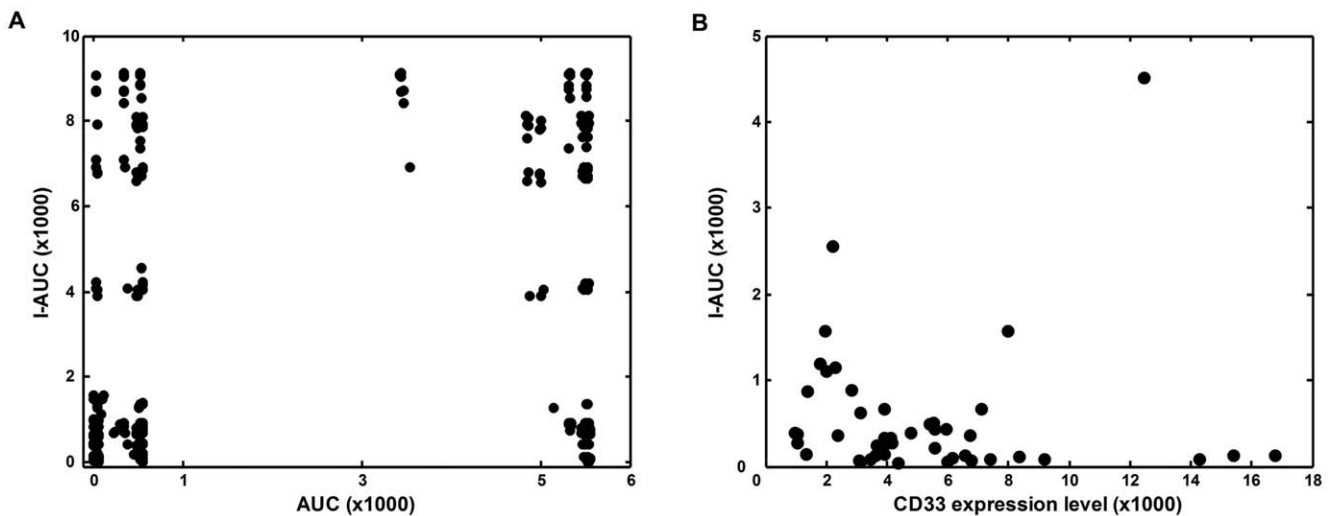 A
I-AUC (x1000)
10
8
6
4
2
0
0 1 3 5 6
AUC (x1000)
B
I-AUC (x1000)
5
4
3
2
1
0
0 2 4 6 8 10 12 14 16 18
CD33 expression level (x1000)